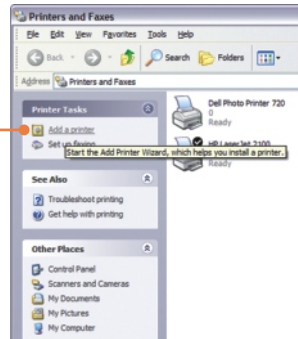 Printers and Faxes
File Edit View Favorites Tools Help
Back Search Folders
Address Printers and Faxes
Printer Tasks
Add a printer
Set up faxing
Start the Add Printer Wizard, which helps you install a printer.
See Also
Troubleshoot printing
Get help with printing
Other Places
Control Panel
Scanners and Cameras
My Documents
My Pictures
My Computer
Dell Photo Printer 720
0
Ready
HP LaserJet 2100
Ready